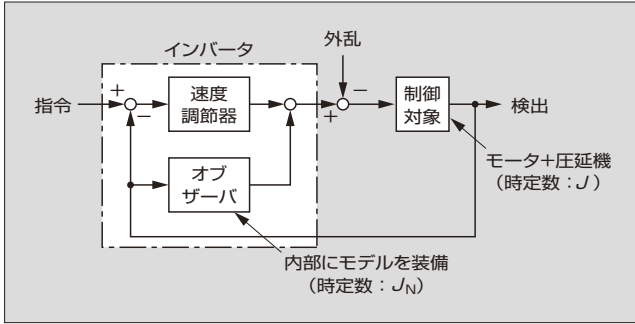 インバータ
外乱
指令
+
−
速度
調節器
+
−
制御
対象
検出
オブ
ザーバ
モータ+圧延機
（時定数：J）
内部にモデルを装備
（時定数：JN）